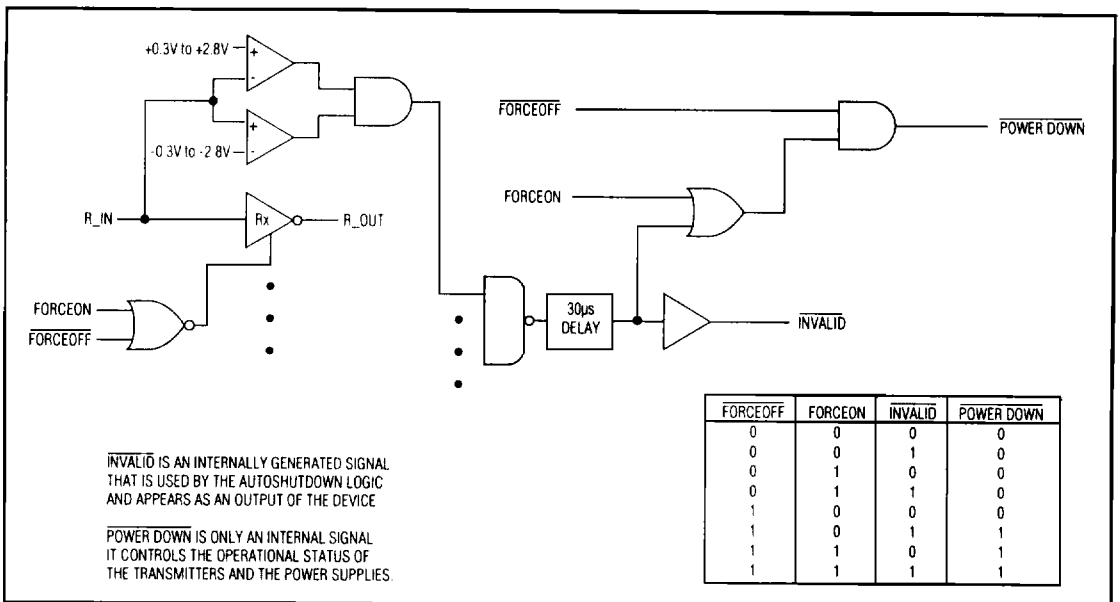 +0.3V to +2.8V
+
-
+
-0.3V to -2.8V
-
R_IN
Rx
R_OUT
FORCEON
FORCEOFF
FORCEOFF
POWER DOWN
FORCEON
30µs
DELAY
INVALID
FORCEOFF FORCEON INVALID POWER DOWN
0 0 0 0
0 0 1 0
0 1 0 0
0 1 1 0
1 0 0 0
1 0 1 1
1 1 0 1
1 1 1 1
INVALID IS AN INTERNALLY GENERATED SIGNAL
THAT IS USED BY THE AUTOSHUTDOWN LOGIC
AND APPEARS AS AN OUTPUT OF THE DEVICE
POWER DOWN IS ONLY AN INTERNAL SIGNAL
IT CONTROLS THE OPERATIONAL STATUS OF
THE TRANSMITTERS AND THE POWER SUPPLIES.